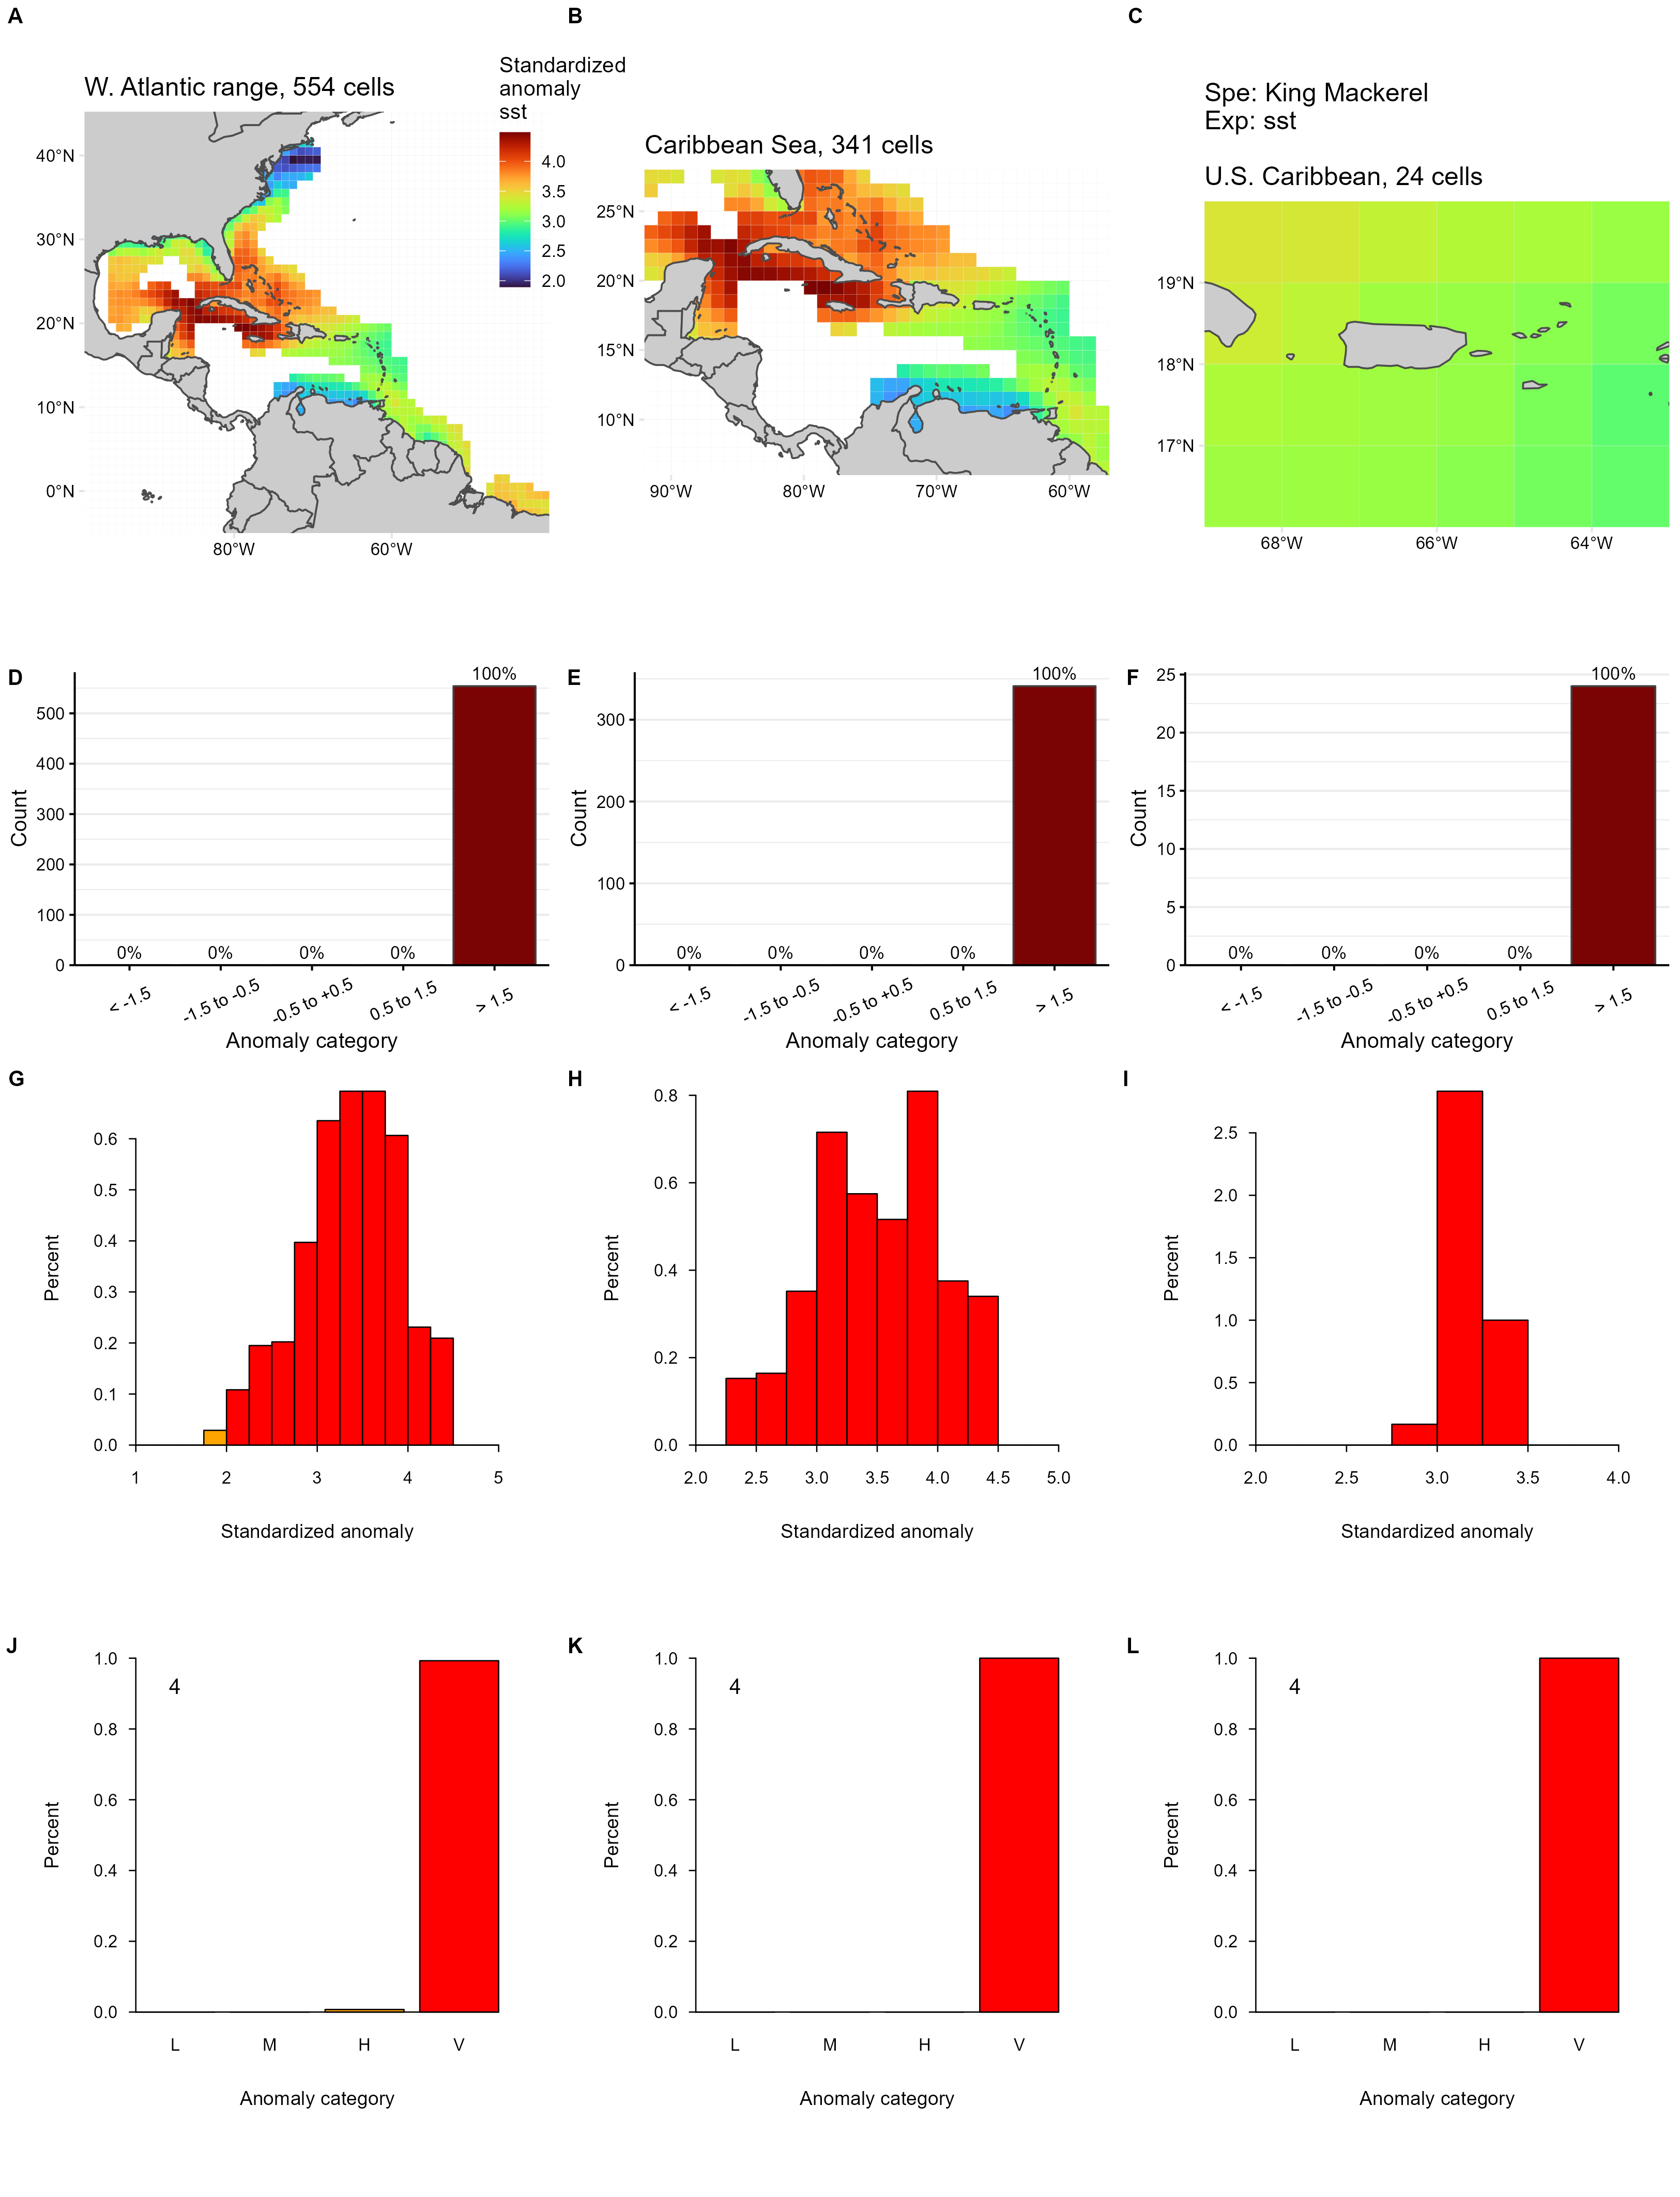 A
B
C
W. Atlantic range, 554 cells
Standardized
anomaly
sst
4.0
3.5
3.0
2.5
2.0
40°N
30°N
20°N
10°N
0°N
80°W
60°W
Caribbean Sea, 341 cells
25°N
20°N
15°N
10°N
90°W
80°W
70°W
60°W
Spe: King Mackerel
Exp: sst
U.S. Caribbean, 24 cells
19°N
18°N
17°N
68°W
66°W
64°W
D
500
400
300
200
100
0
Count
0%
0%
0%
0%
100%
< -1.5
-1.5 to -0.5
-0.5 to +0.5
0.5 to 1.5
> 1.5
Anomaly category
E
300
200
100
0
Count
0%
0%
0%
0%
100%
< -1.5
-1.5 to -0.5
-0.5 to +0.5
0.5 to 1.5
> 1.5
Anomaly category
F
25
20
15
10
5
0
Count
0%
0%
0%
0%
100%
< -1.5
-1.5 to -0.5
-0.5 to +0.5
0.5 to 1.5
> 1.5
Anomaly category
G
0.6
0.5
0.4
0.3
0.2
0.1
0.0
Percent
1
2
3
4
5
Standardized anomaly
H
0.8
0.6
0.4
0.2
0.0
Percent
2.0
2.5
3.0
3.5
4.0
4.5
5.0
Standardized anomaly
I
2.5
2.0
1.5
1.0
0.5
0.0
Percent
2.0
2.5
3.0
3.5
4.0
Standardized anomaly
J
4
1.0
0.8
0.6
0.4
0.2
0.0
Percent
L
M
H
V
Anomaly category
K
4
1.0
0.8
0.6
0.4
0.2
0.0
Percent
L
M
H
V
Anomaly category
L
4
1.0
0.8
0.6
0.4
0.2
0.0
Percent
L
M
H
V
Anomaly category